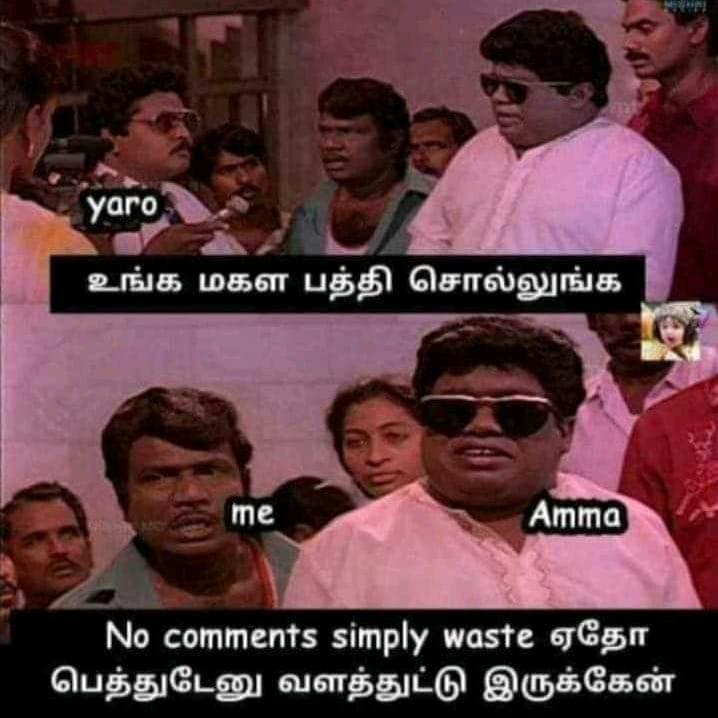 yaro
உங்க மகள பத்தி சொல்லுங்க
me
Amma
No comments simply waste ஏதோ
பெத்துடேனு வளத்துட்டு இருக்கேன்